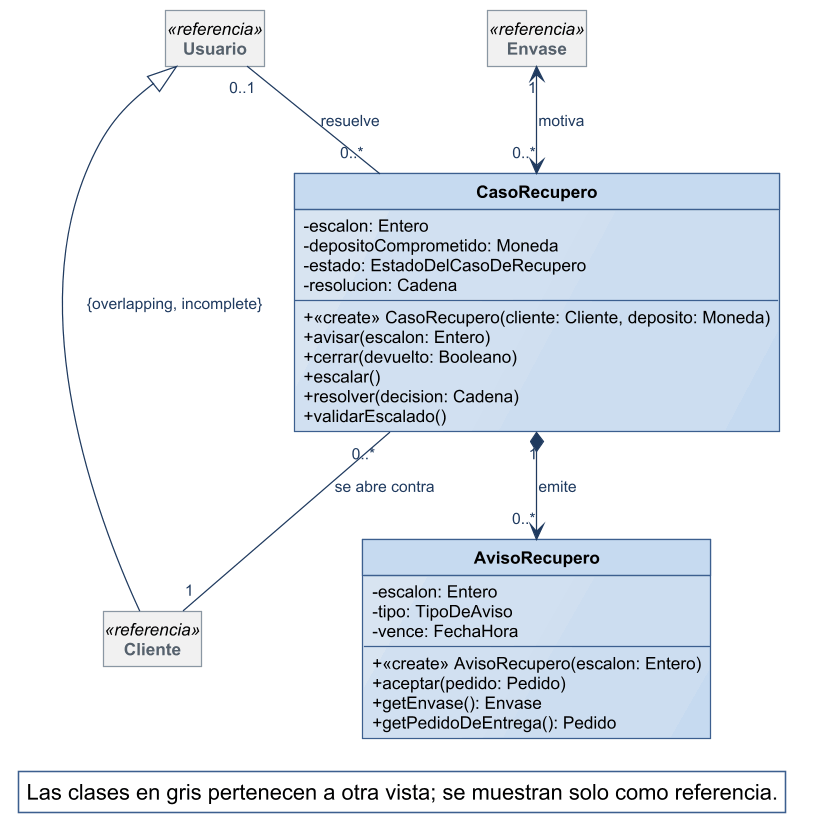 «referencia»
Usuario
«referencia»
Envase
0..1
1
resuelve
motiva
0..*
0..*
CasoRecupero
-escalon: Entero
-depositoComprometido: Moneda
-estado: EstadoDelCasoDeRecupero
-resolucion: Cadena
{overlapping, incomplete}
+«create» CasoRecupero(cliente: Cliente, deposito: Moneda)
+avisar(escalon: Entero)
+cerrar(devuelto: Booleano)
+escalar()
+resolver(decision: Cadena)
+validarEscalado()
0..*
1
se abre contra
emite
0..*
AvisoRecupero
1
-escalon: Entero
-tipo: TipoDeAviso
-vence: FechaHora
«referencia»
Cliente
+«create» AvisoRecupero(escalon: Entero)
+aceptar(pedido: Pedido)
+getEnvase(): Envase
+getPedidoDeEntrega(): Pedido
Las clases en gris pertenecen a otra vista; se muestran solo como referencia.